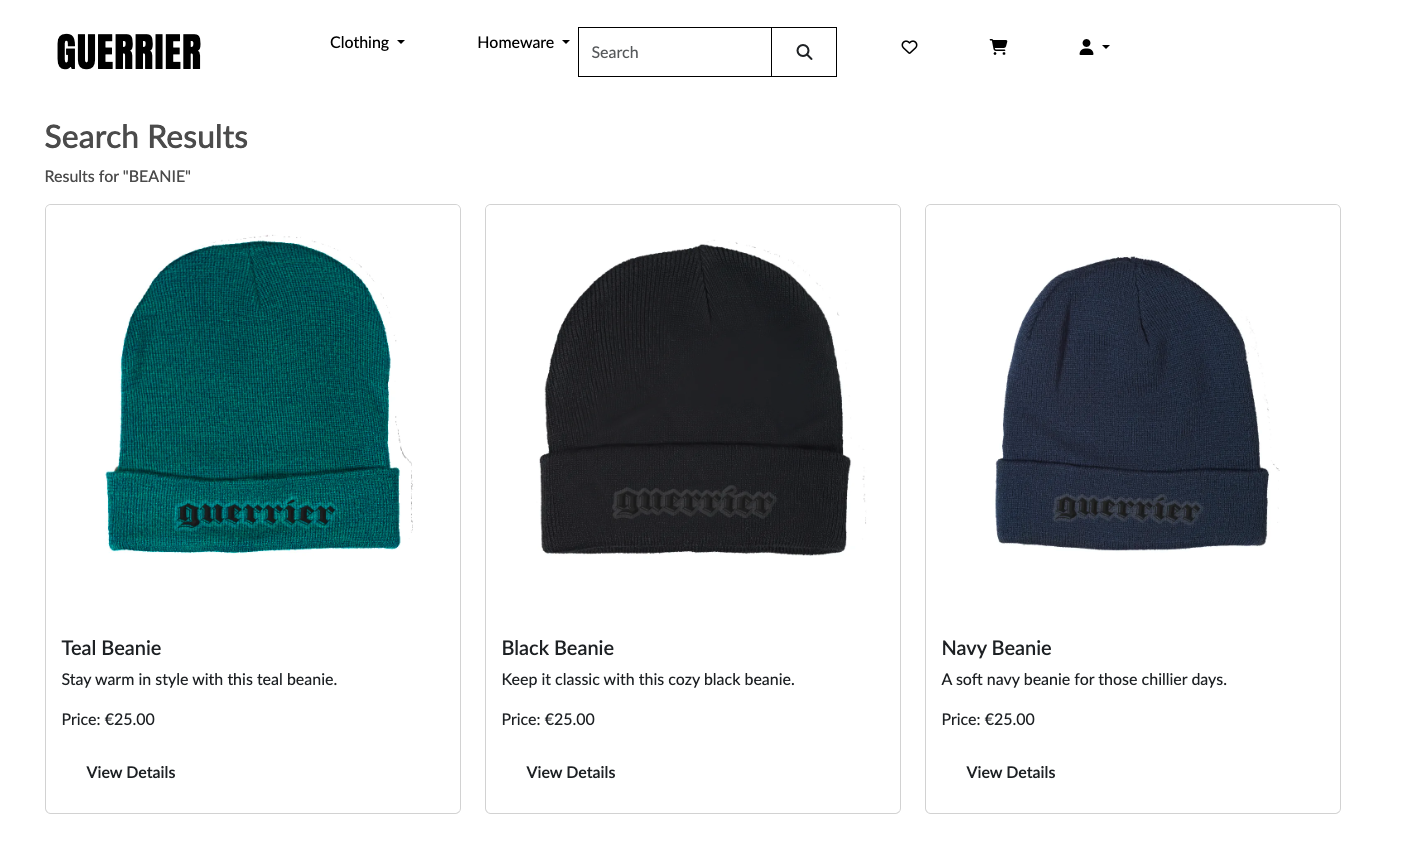 GUERRIER
Clothing
Homeware
Search
Search Results
Results for "BEANIE"
guerrier
guerrier
guerrier
Teal Beanie
Stay warm in style with this teal beanie.
Price: €25.00
View Details
Black Beanie
Keep it classic with this cozy black beanie.
Price: €25.00
View Details
Navy Beanie
A soft navy beanie for those chillier days.
Price: €25.00
View Details